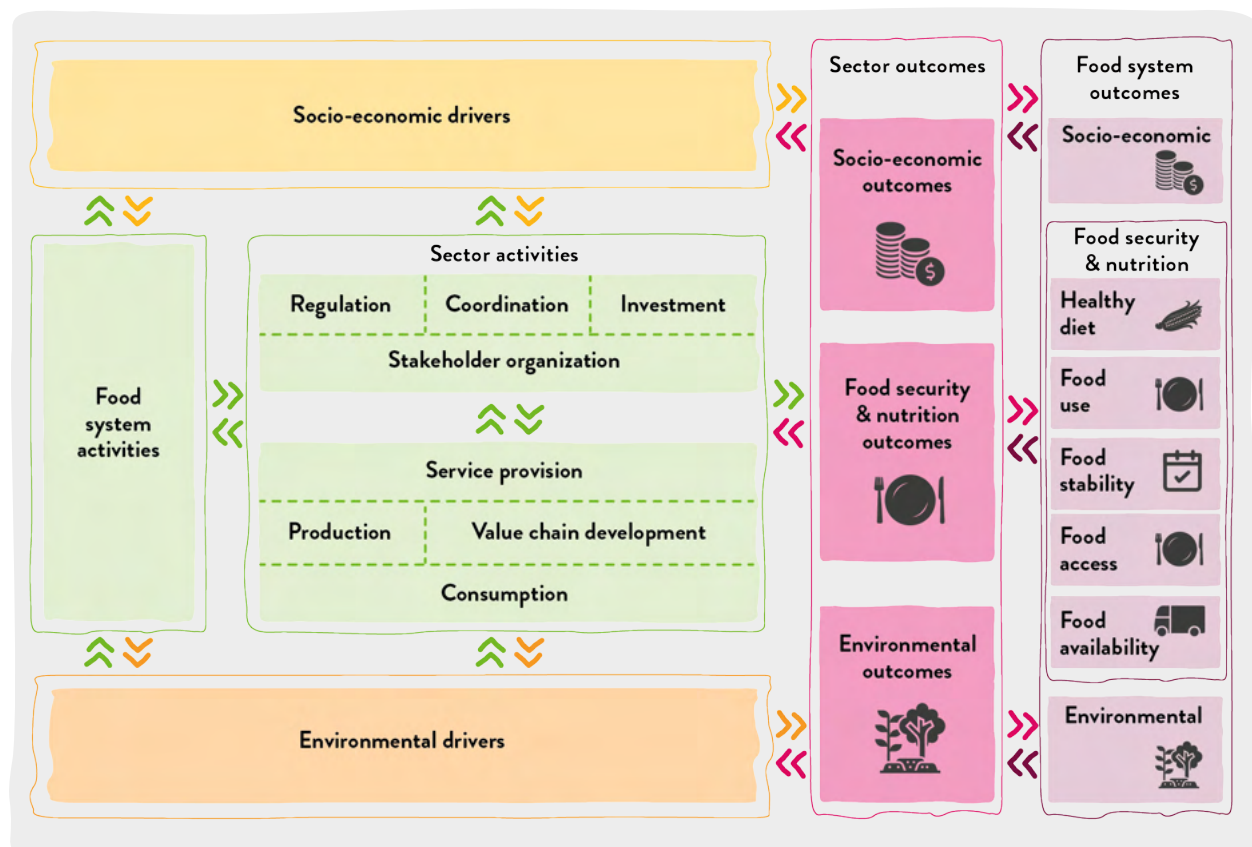 Socio-economic drivers
Food
system
activities
Sector activities
Regulation
Coordination
Investment
Stakeholder organization
Service provision
Production
Value chain development
Consumption
Environmental drivers
Sector outcomes
Socio-economic
outcomes
$
Food security
& nutrition
outcomes
Environmental
outcomes
Food system
outcomes
Socio-economic
$
Food security
& nutrition
Healthy
diet
Food
use
Food
stability
Food
access
Food
availability
Environmental